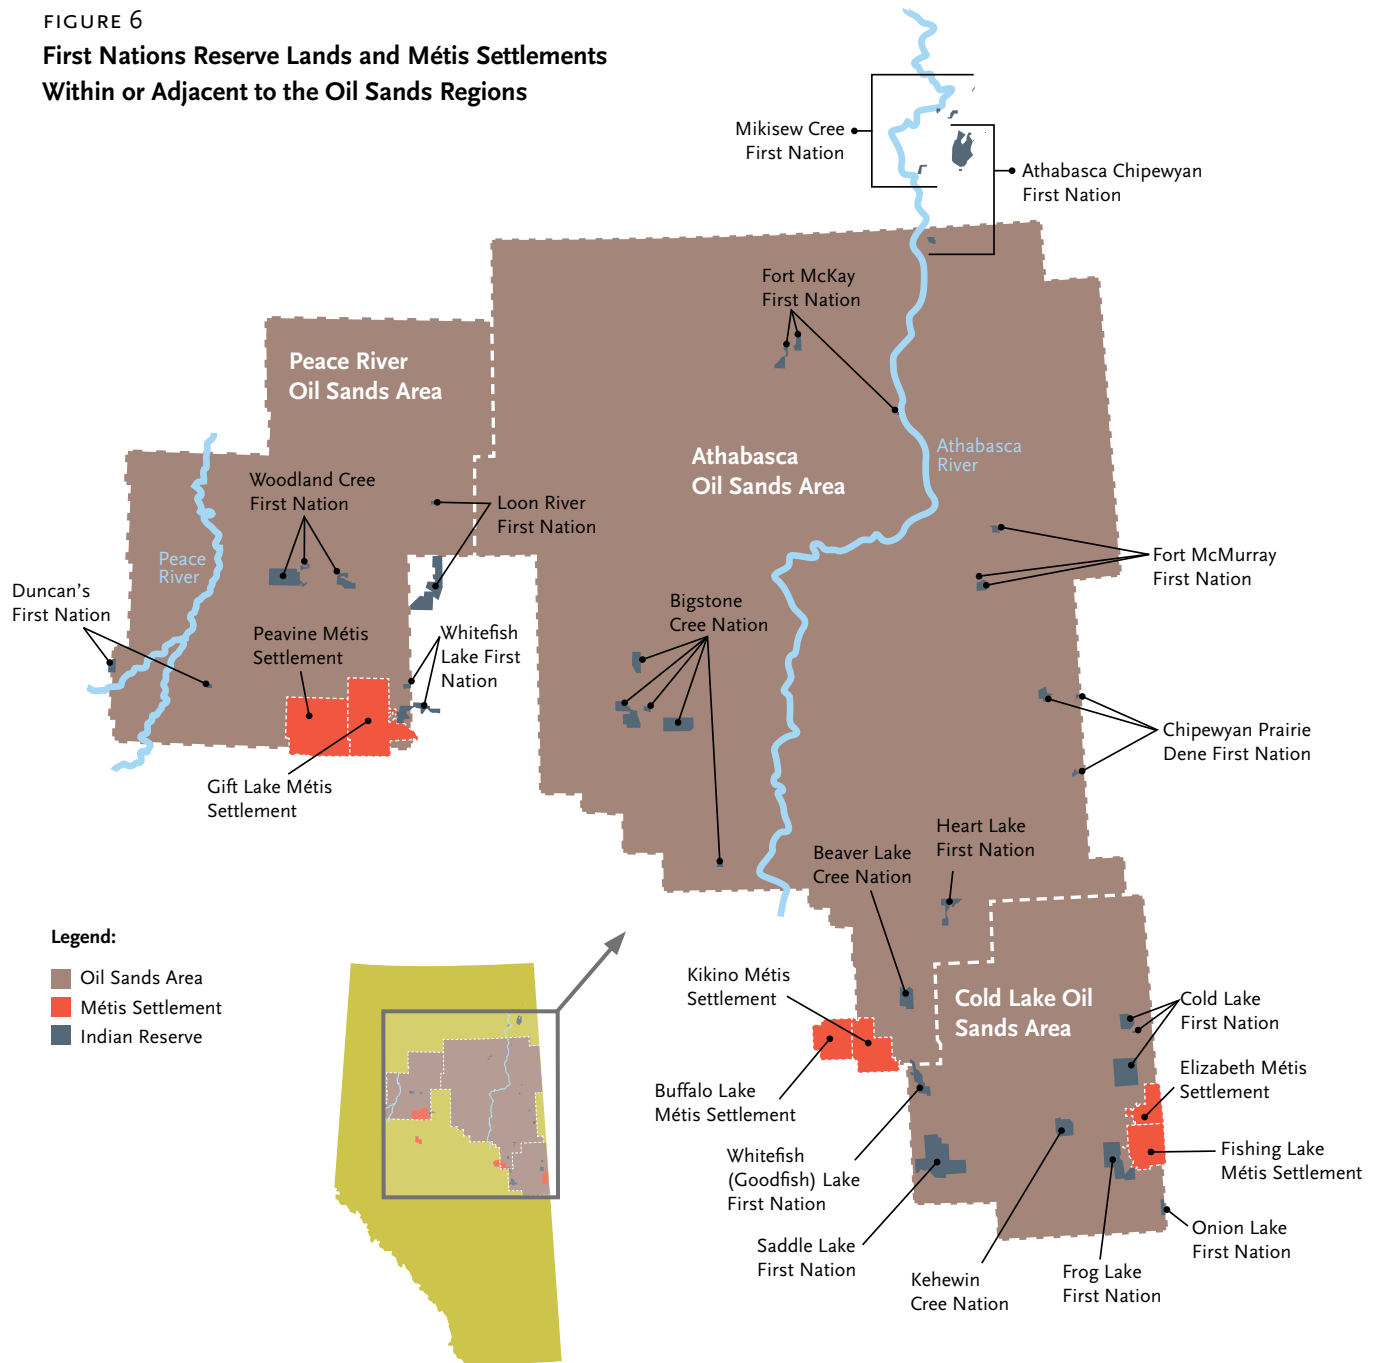 FIGURE 6
First Nations Reserve Lands and Métis Settlements
Within or Adjacent to the Oil Sands Regions
Mikisew Cree
First Nation
Athabasca Chipewyan
First Nation
Fort McKay
First Nation
Peace River
Oil Sands Area
Athabasca
Oil Sands Area
Athabasca
River
Woodland Cree
First Nation
Loon River
First Nation
Peace
River
Fort McMurray
First Nation
Duncan’s
First Nation
Bigstone
Cree Nation
Peavine Métis
Settlement
Whitefish
Lake First
Nation
Chipewyan Prairie
Dene First Nation
Gift Lake Métis
Settlement
Heart Lake
First Nation
Beaver Lake
Cree Nation
Legend:
Oil Sands Area
Métis Settlement
Indian Reserve
Kikino Métis
Settlement
Cold Lake Oil
Sands Area
Cold Lake
First Nation
Elizabeth Métis
Settlement
Buffalo Lake
Métis Settlement
Fishing Lake
Métis Settlement
Whitefish
(Goodfish) Lake
First Nation
Onion Lake
First Nation
Saddle Lake
First Nation
Kehewin
Cree Nation
Frog Lake
First Nation